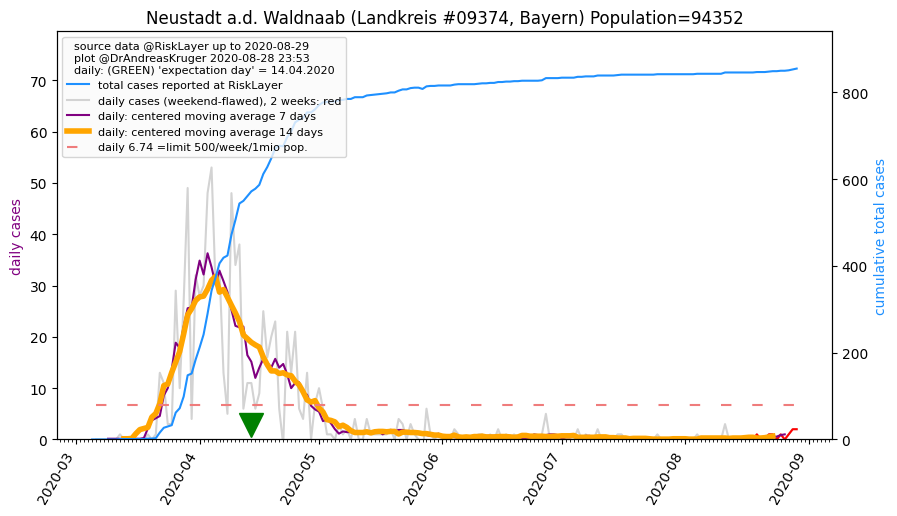 Neustadt a.d. Waldnaab (Landkreis #09374, Bayern) Population=94352
source data @RiskLayer up to 2020-08-29
plot @DrAndreasKruger 2020-08-28 23:53
daily: (GREEN) 'expectation day' = 14.04.2020
total cases reported at RiskLayer
daily cases (weekend-flawed), 2 weeks: red
daily: centered moving average 7 days
daily: centered moving average 14 days
daily 6.74 =limit 500/week/1mio pop.
daily cases
70
60
50
40
30
20
10
0
cumulative total cases
800
600
400
200
0
2020-03
2020-04
2020-05
2020-06
2020-07
2020-08
2020-09